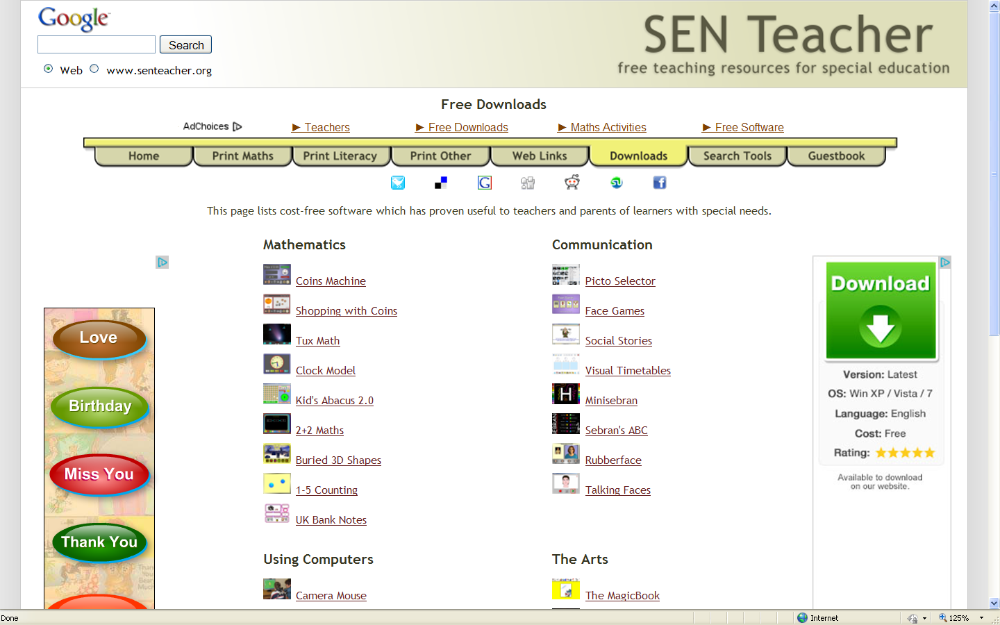 Google™
Search
Web www.senteacher.org
SEN Teacher
free teaching resources for special education
Free Downloads
AdChoices
► Teachers
► Free Downloads
► Maths Activities
► Free Software
Home
Print Maths
Print Literacy
Print Other
Web Links
Downloads
Search Tools
Guestbook
This page lists cost-free software which has proven useful to teachers and parents of learners with special needs.
Mathematics
Coins Machine
Shopping with Coins
Tux Math
Clock Model
Kid's Abacus 2.0
2+2 Maths
Buried 3D Shapes
1-5 Counting
UK Bank Notes
Communication
Picto Selector
Face Games
Social Stories
Visual Timetables
H
Minisebran
Sebran's ABC
Rubberface
Talking Faces
Using Computers
Camera Mouse
The Arts
The MagicBook
Love
Birthday
Miss You
Thank You
Download
Version: Latest
OS: Win XP / Vista / 7
Language: English
Cost: Free
Rating:
Available to download
on our website.
Done
Internet
125%